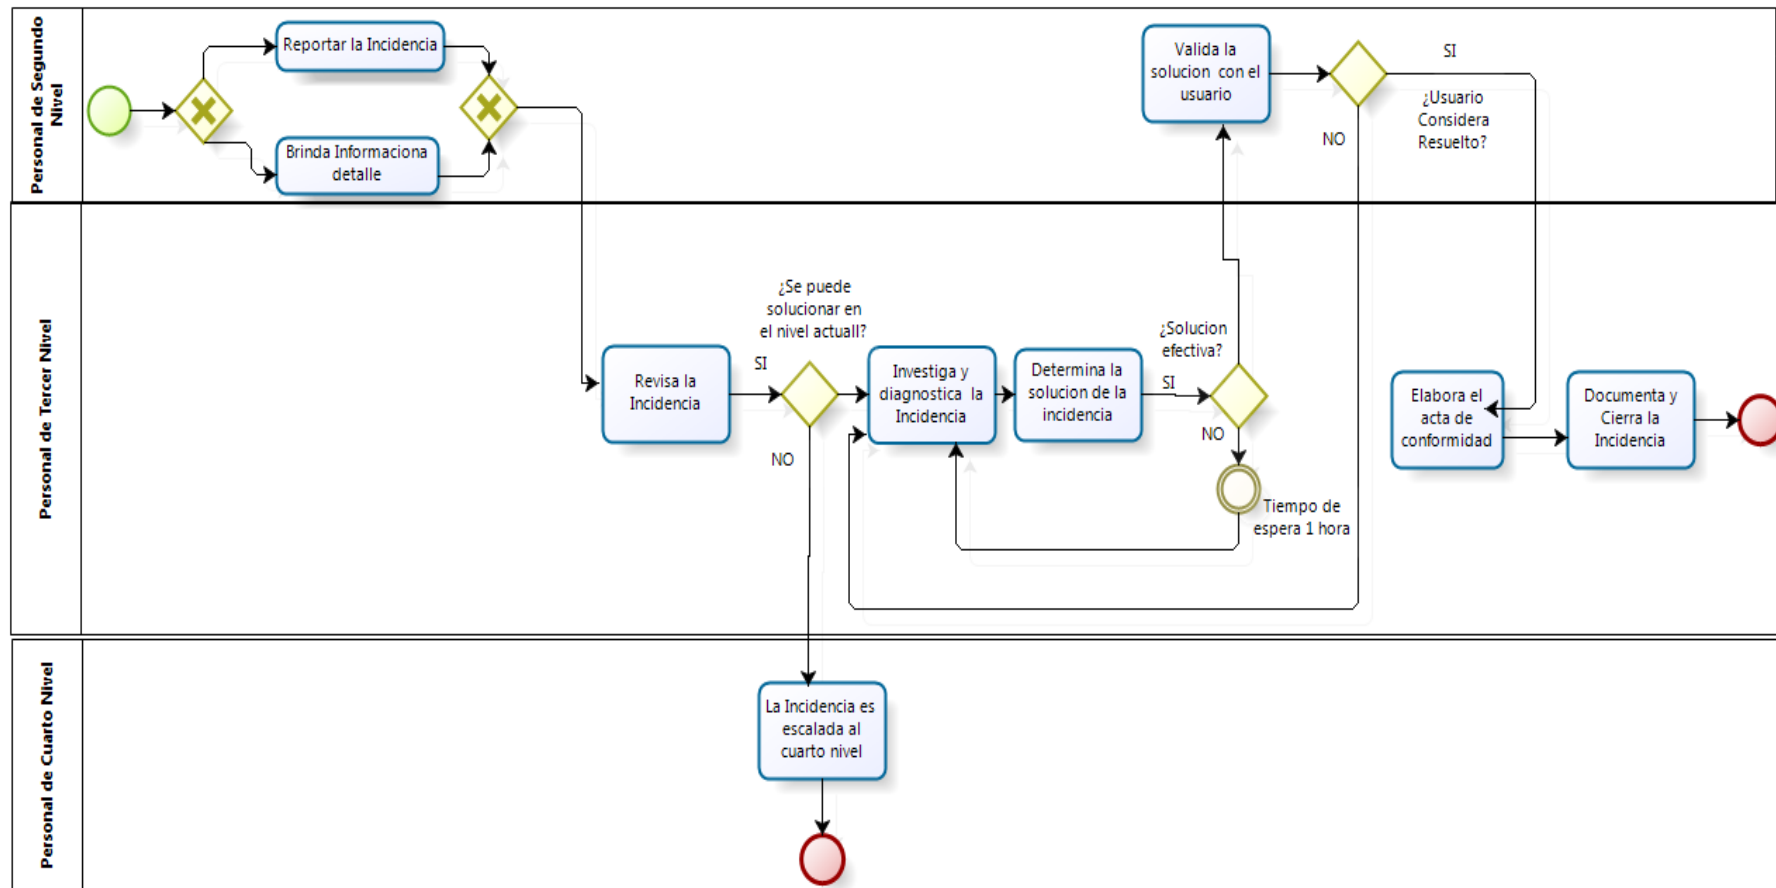 Personal de Segundo
Nivel
Reportar la Incidencia
Brinda Informaciona
detalle
Valida la
solucion con el
usuario
SI
¿Usuario
Considera
Resuelto?
NO
Personal de Tercer Nivel
Revisa la
Incidencia
SI
¿Se puede
solucionar en
el nivel actuall?
NO
Investiga y
diagnostica la
Incidencia
Determina la
solucion de la
incidencia
SI
¿Solucion
efectiva?
NO
Tiempo de
espera 1 hora
Elabora el
acta de
conformidad
Documenta y
Cierra la
Incidencia
Personal de Cuarto Nivel
La Incidencia es
escalada al
cuarto nivel